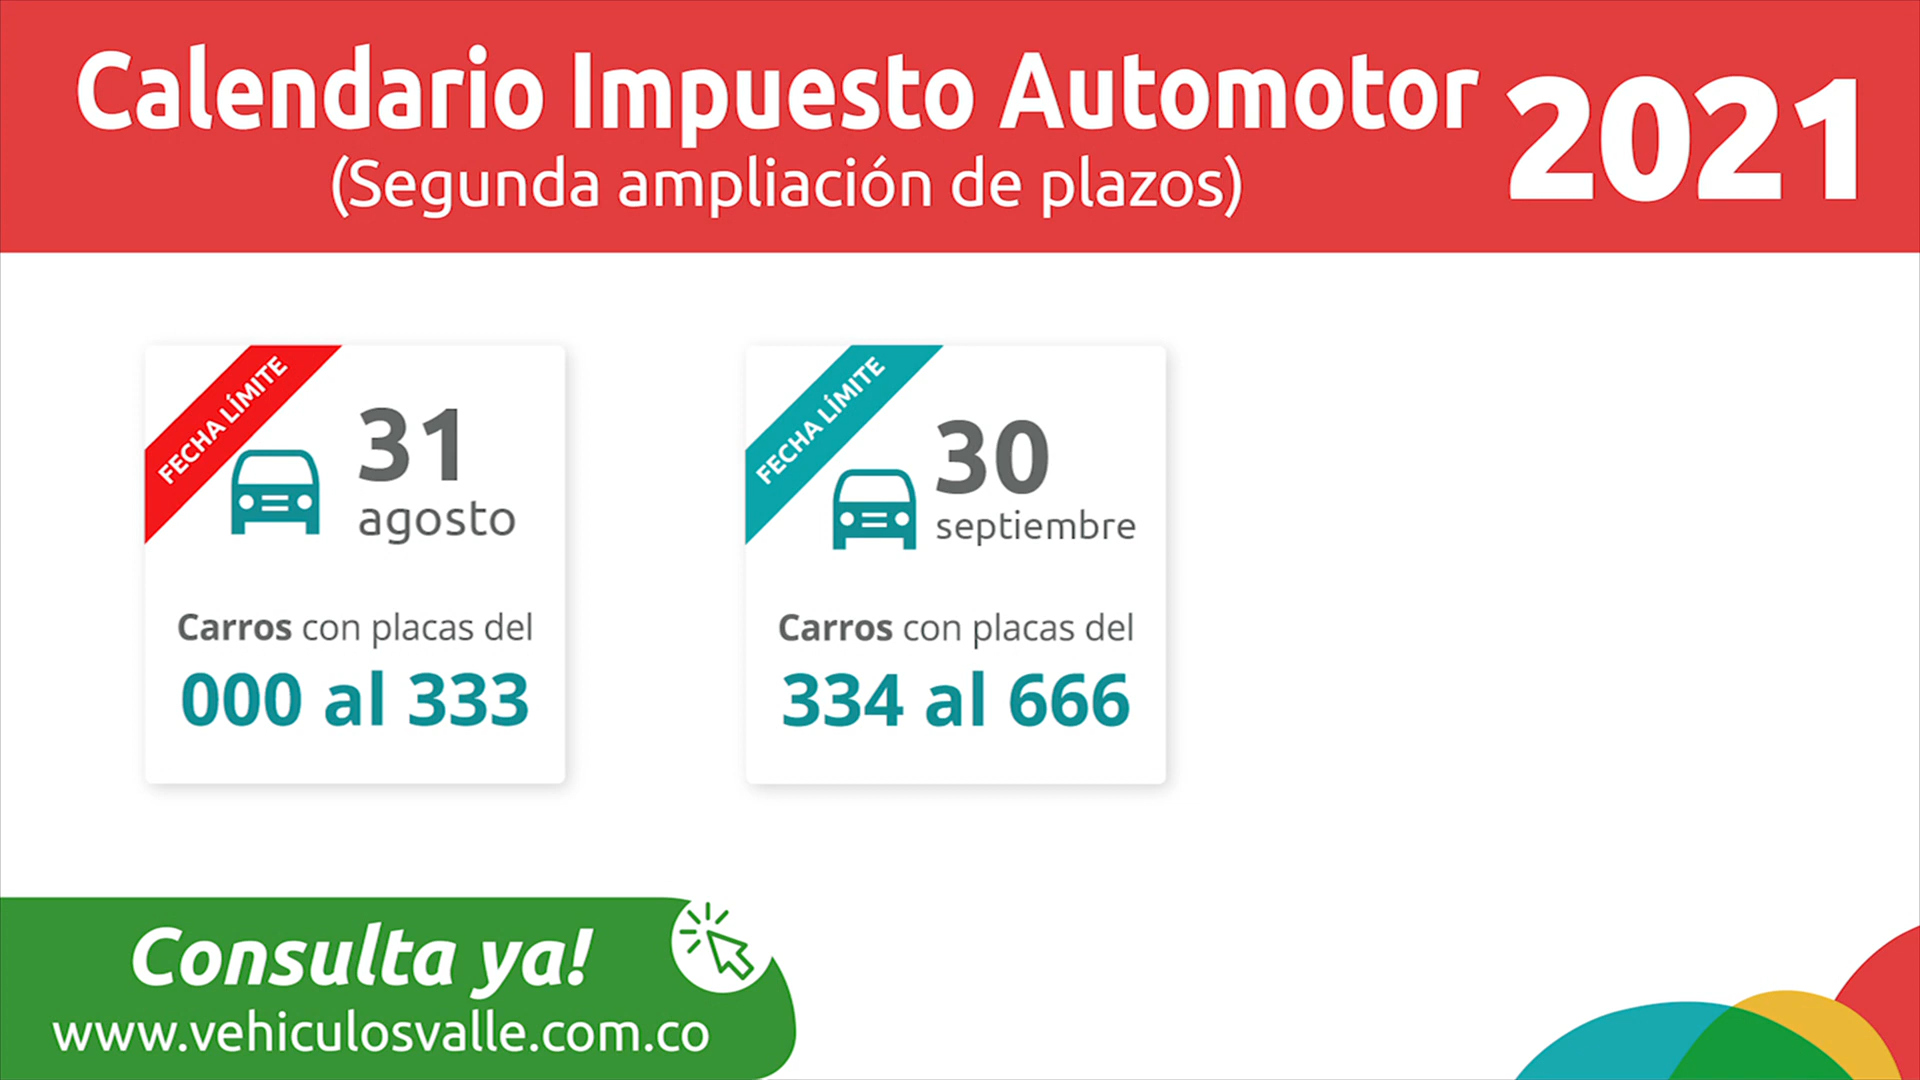 Calendario Impuesto Automotor 2021
(Segunda ampliación de plazos)
FECHA LÍMITE
31
agosto
Carros con placas del
000 al 333
FECHA LÍMITE
30
septiembre
Carros con placas del
334 al 666
Consulta ya!
www.vehiculosvalle.com.co